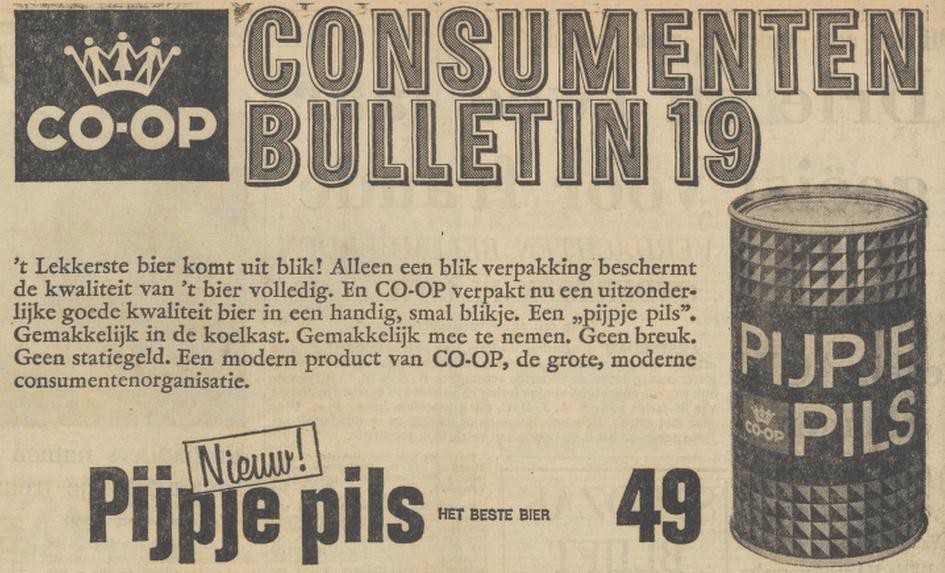 CO-OP
CONSUMENTEN
BULLETIN 19
't Lekkerste bier komt uit blik! Alleen een blik verpakking beschermt
de kwaliteit van 't bier volledig. En CO-OP verpakt nu een uitzonder-
lijke goede kwaliteit bier in een handig, smal blikje. Een „pijpje pils”.
Gemakkelijk in de koelkast. Gemakkelijk mee te nemen. Geen breuk.
Geen statiegeld. Een modern product van CO-OP, de grote, moderne
consumentenorganisatie.
PIJPJE
CO-OP PILS
Nieuw!
Pijpje pils HET BESTE BIER 49